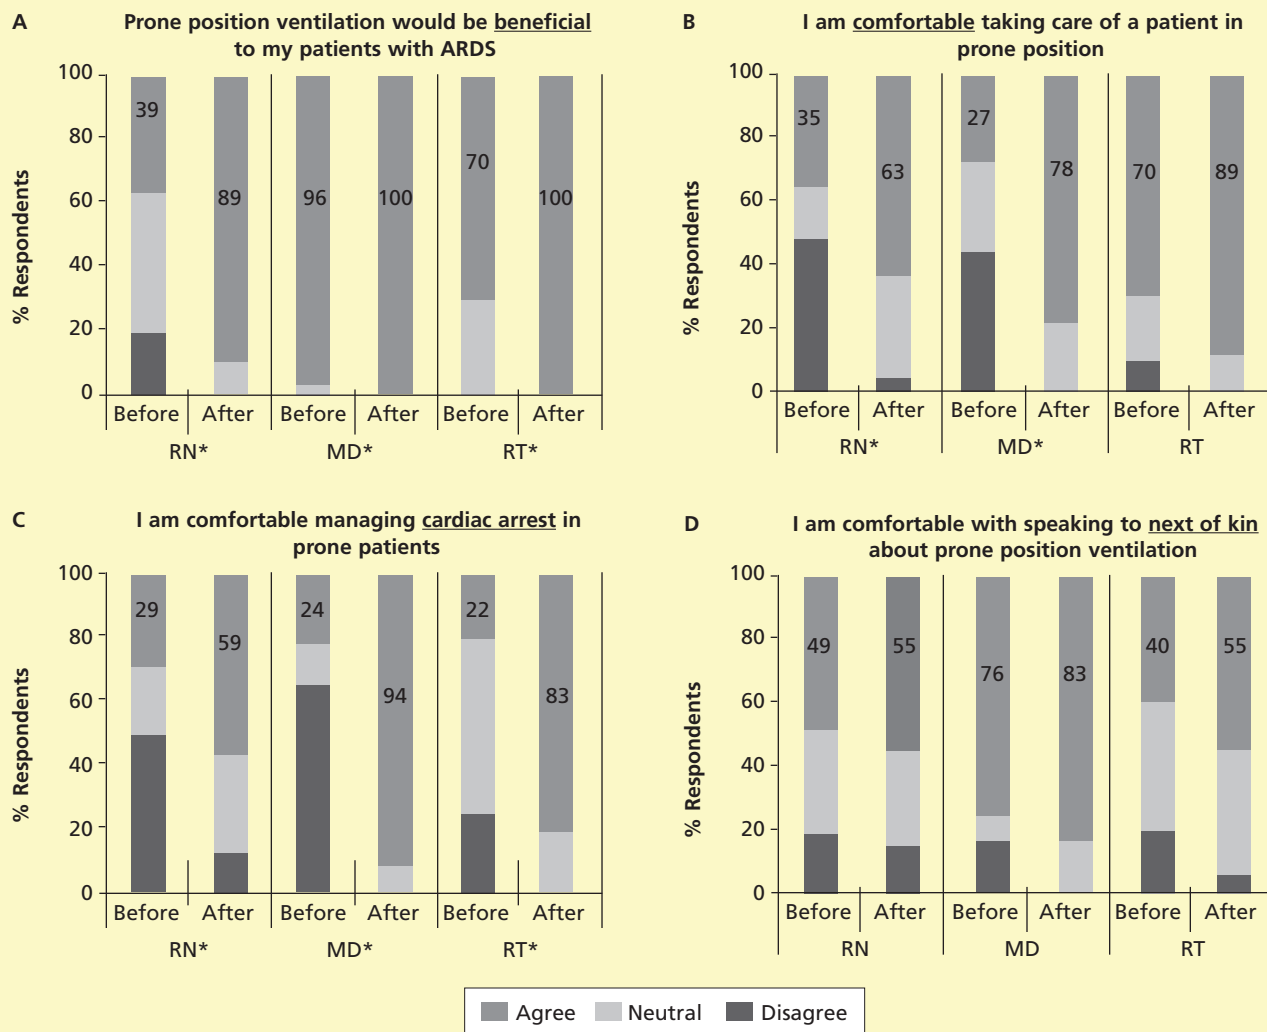 A
Prone position ventilation would be beneficial
to my patients with ARDS
% Respondents
100
80
60
40
20
0
39
89
96
100
70
100
Before After Before After Before After
RN* MD* RT*
B
I am comfortable taking care of a patient in
prone position
% Respondents
100
80
60
40
20
0
35
63
27
78
70
89
Before After Before After Before After
RN* MD* RT
C
I am comfortable managing cardiac arrest in
prone patients
% Respondents
100
80
60
40
20
0
29
59
24
94
22
83
Before After Before After Before After
RN* MD* RT*
D
I am comfortable with speaking to next of kin
about prone position ventilation
% Respondents
100
80
60
40
20
0
49
55
76
83
40
55
Before After Before After Before After
RN MD RT
Agree Neutral Disagree